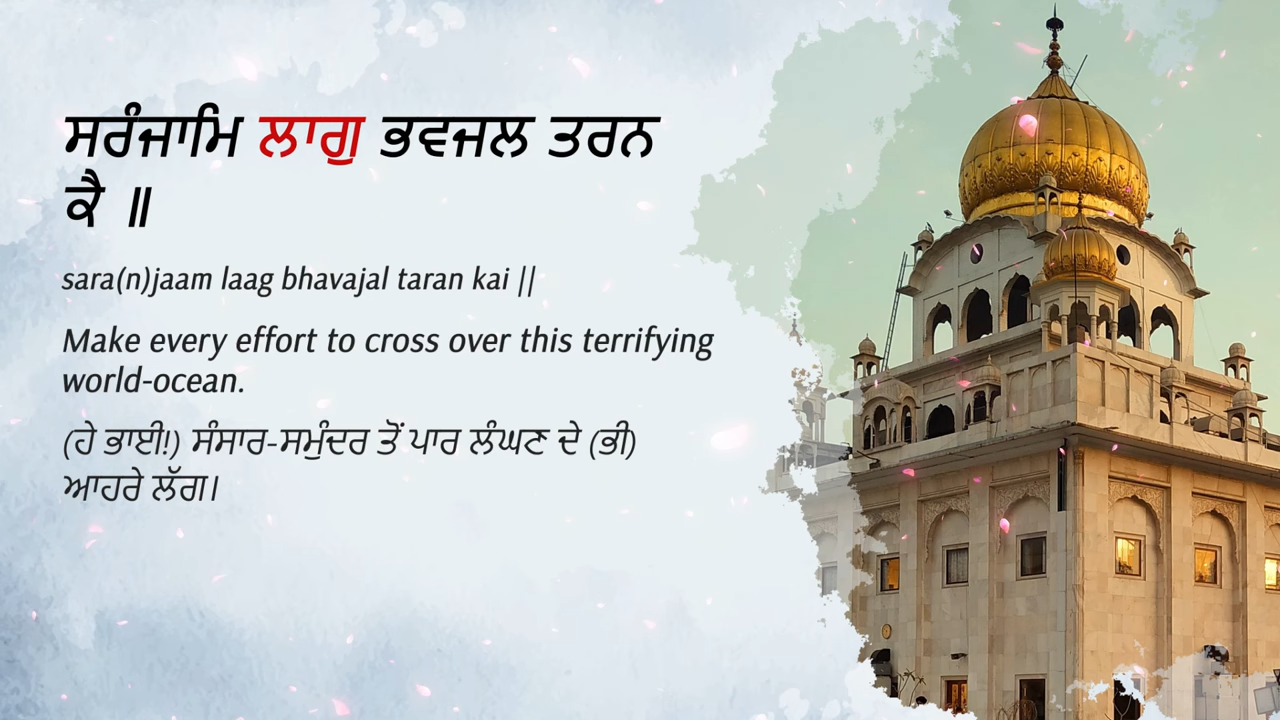 ਸਰੰਜਾਮਿ ਲਾਗੁ ਭਵਜਲ ਤਰਨ
ਕੈ ॥
sara(n)jaam laag bhavajal taran kai ||
Make every effort to cross over this terrifying
world-ocean.
(ਹੇ ਭਾਈ!) ਸੰਸਾਰ-ਸਮੁੰਦਰ ਤੋਂ ਪਾਰ ਲੰਘਣ ਦੇ (ਭੀ)
ਆਹਰੇ ਲੱਗ।